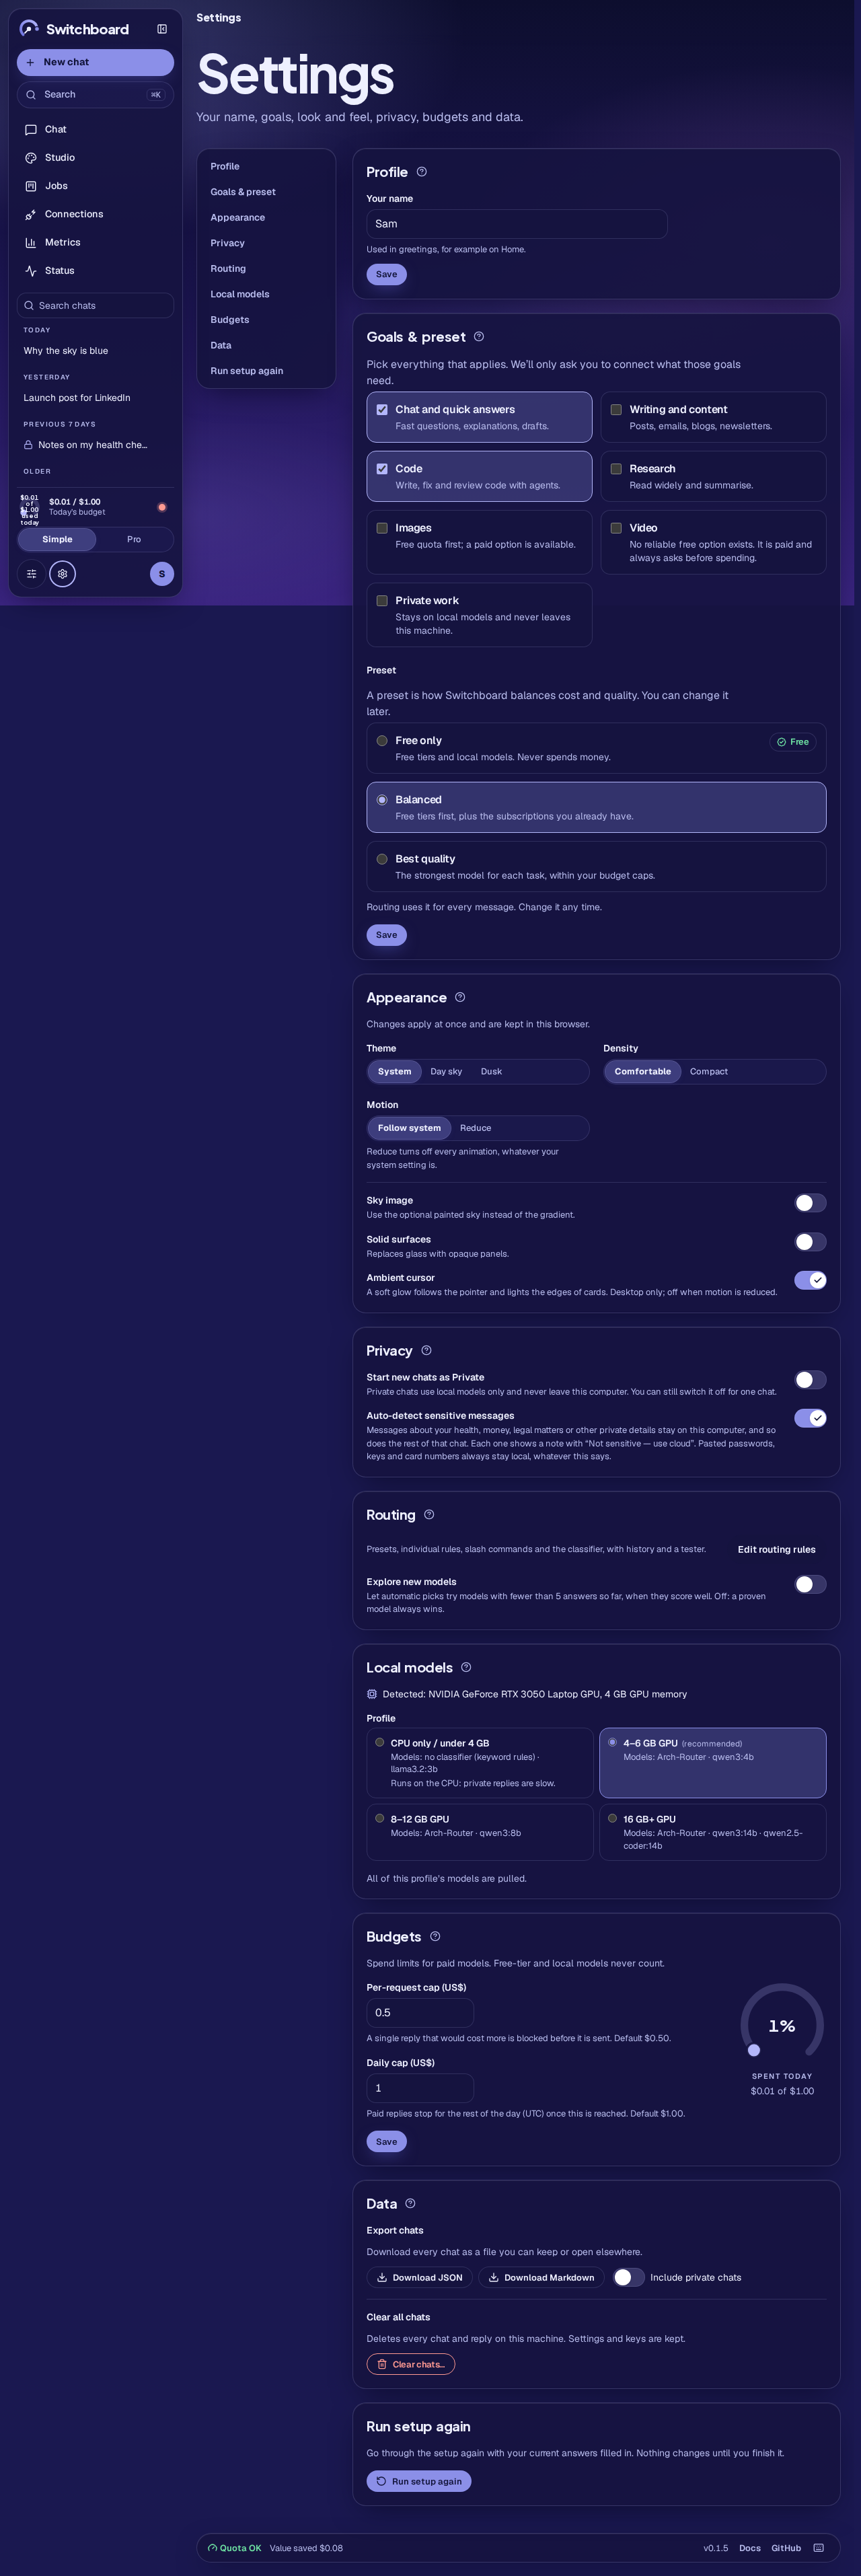 Switchboard
New chat
Search
⌘K
Chat
Studio
Jobs
Connections
Metrics
Status
Search chats
TODAY
Why the sky is blue
YESTERDAY
Launch post for LinkedIn
PREVIOUS 7 DAYS
Notes on my health che...
OLDER
$0.01
of
$1.00
used
today
$0.01 / $1.00
Today's budget
Simple
Pro
S
Settings
Settings
Your name, goals, look and feel, privacy, budgets and data.
Profile
Goals & preset
Appearance
Privacy
Routing
Local models
Budgets
Data
Run setup again
Profile
Your name
Sam
Used in greetings, for example on Home.
Save
Goals & preset
Pick everything that applies. We'll only ask you to connect what those goals
need.
Chat and quick answers
Fast questions, explanations, drafts.
Writing and content
Posts, emails, blogs, newsletters.
Code
Write, fix and review code with agents.
Research
Read widely and summarise.
Images
Free quota first; a paid option is available.
Video
No reliable free option exists. It is paid and
always asks before spending.
Private work
Stays on local models and never leaves
this machine.
Preset
A preset is how Switchboard balances cost and quality. You can change it
later.
Free only
Free tiers and local models. Never spends money.
Free
Balanced
Free tiers first, plus the subscriptions you already have.
Best quality
The strongest model for each task, within your budget caps.
Routing uses it for every message. Change it any time.
Save
Appearance
Changes apply at once and are kept in this browser.
Theme
System
Day sky
Dusk
Density
Comfortable
Compact
Motion
Follow system
Reduce
Reduce turns off every animation, whatever your
system setting is.
Sky image
Use the optional painted sky instead of the gradient.
Solid surfaces
Replaces glass with opaque panels.
Ambient cursor
A soft glow follows the pointer and lights the edges of cards. Desktop only; off when motion is reduced.
Privacy
Start new chats as Private
Private chats use local models only and never leave this computer. You can still switch it off for one chat.
Auto-detect sensitive messages
Messages about your health, money, legal matters or other private details stay on this computer, and so
does the rest of that chat. Each one shows a note with “Not sensitive — use cloud”. Pasted passwords,
keys and card numbers always stay local, whatever this says.
Routing
Presets, individual rules, slash commands and the classifier, with history and a tester.
Edit routing rules
Explore new models
Let automatic picks try models with fewer than 5 answers so far, when they score well. Off: a proven
model always wins.
Local models
Detected: NVIDIA GeForce RTX 3050 Laptop GPU, 4 GB GPU memory
Profile
CPU only / under 4 GB
Models: no classifier (keyword rules) ·
llama3.2:3b
Runs on the CPU: private replies are slow.
4–6 GB GPU (recommended)
Models: Arch-Router · qwen3:4b
8–12 GB GPU
Models: Arch-Router · qwen3:8b
16 GB+ GPU
Models: Arch-Router · qwen3:14b · qwen2.5-
coder:14b
All of this profile's models are pulled.
Budgets
Spend limits for paid models. Free-tier and local models never count.
Per-request cap (US$)
0.5
A single reply that would cost more is blocked before it is sent. Default $0.50.
Daily cap (US$)
1
Paid replies stop for the rest of the day (UTC) once this is reached. Default $1.00.
Save
1%
SPENT TODAY
$0.01 of $1.00
Data
Export chats
Download every chat as a file you can keep or open elsewhere.
Download JSON
Download Markdown
Include private chats
Clear all chats
Deletes every chat and reply on this machine. Settings and keys are kept.
Clear chats...
Run setup again
Go through the setup again with your current answers filled in. Nothing changes until you finish it.
Run setup again
Quota OK
Value saved $0.08
v0.1.5
Docs
GitHub